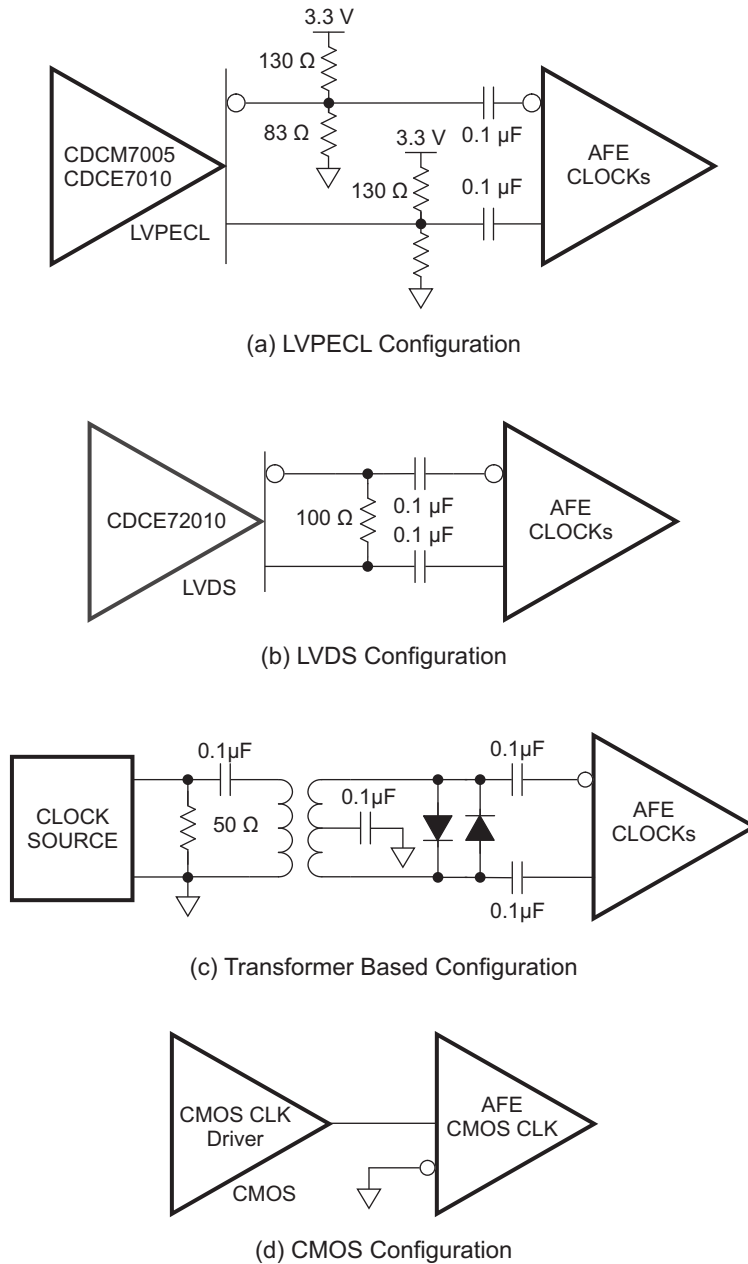 3.3 V
130 Ω
83 Ω
3.3 V
130 Ω
0.1 µF
0.1 µF
CDCM7005
CDCE7010
LVPECL
AFE
CLOCKs
(a) LVPECL Configuration
CDCE72010
LVDS
100 Ω
0.1 µF
0.1 µF
AFE
CLOCKs
(b) LVDS Configuration
CLOCK
SOURCE
0.1µF
50 Ω
0.1µF
0.1µF
0.1µF
AFE
CLOCKs
(c) Transformer Based Configuration
CMOS CLK
Driver
CMOS
AFE
CMOS CLK
(d) CMOS Configuration